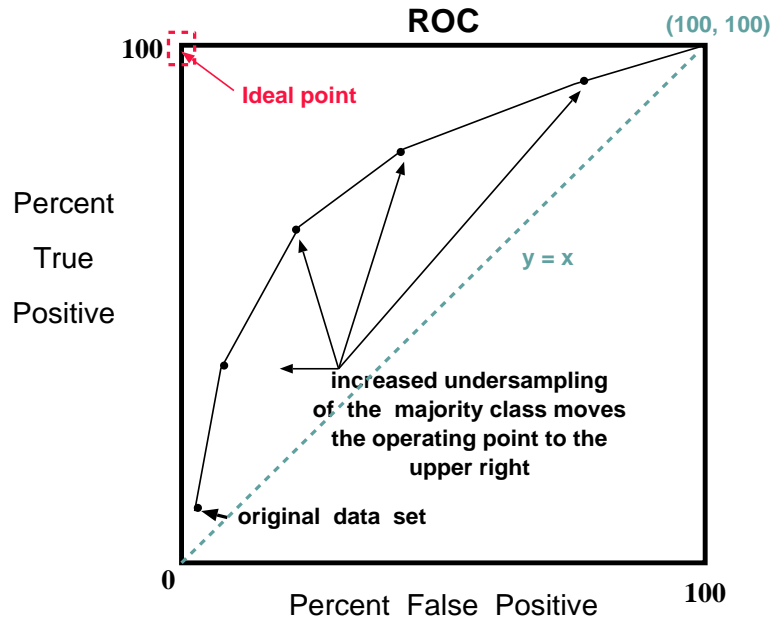 ROC
(100, 100)
100
Ideal point
Percent
True
Positive
y = x
increased undersampling
of the majority class moves
the operating point to the
upper right
original data set
0
100
Percent False Positive